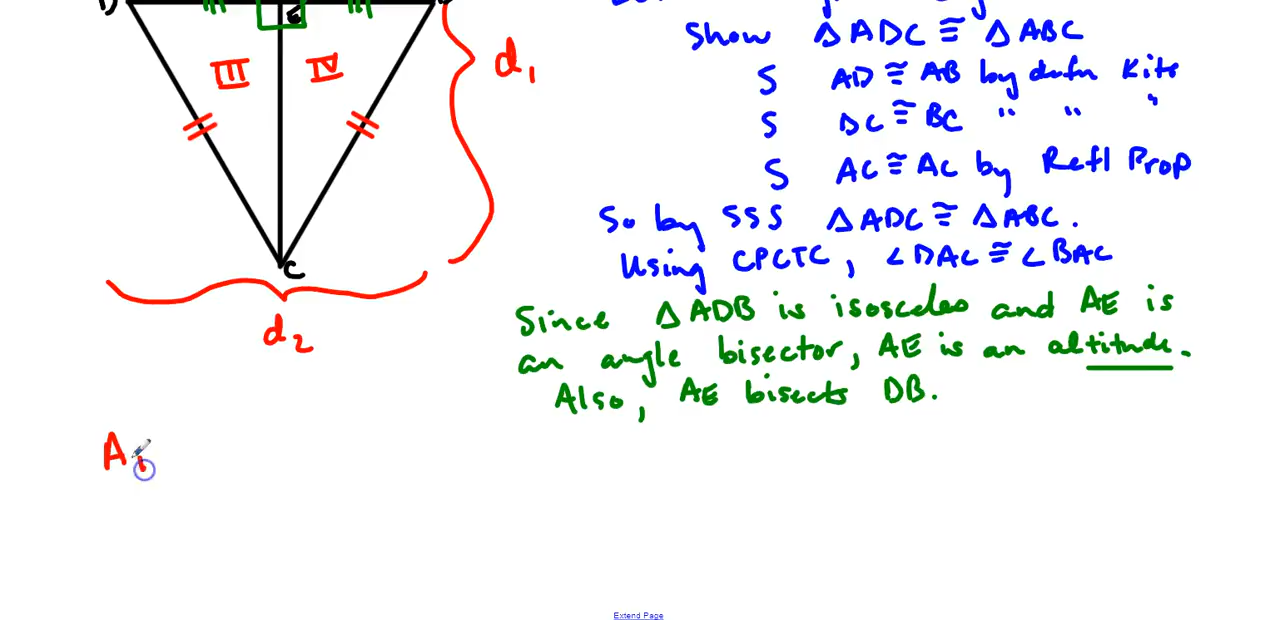 Show Δ ADC ≅ Δ ABC
S AD ≅ AB by defn Kite
S DC ≅ BC " " "
S AC ≅ AC by Refl Prop
So by SSS Δ ADC ≅ Δ ABC.
Using CPCTC, ∠DAC ≅ ∠BAC
Since Δ ADB is isosceles and AE is
an angle bisector, AE is an altitude.
Also, AE bisects DB.
D
E
III
IV
d1
C
d2
A1
Extend Page